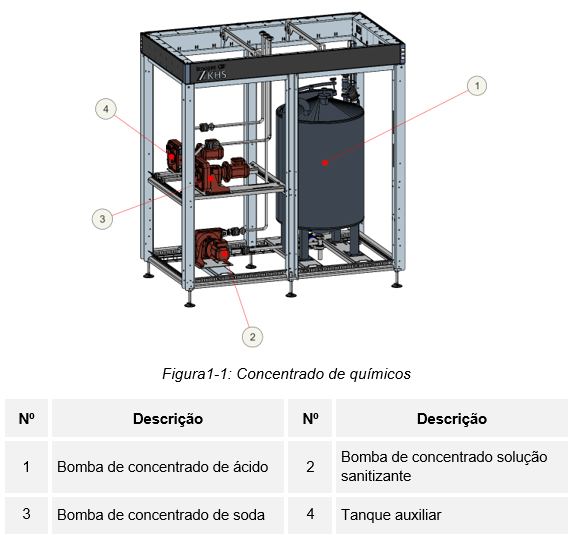 KHS
1
4
3
2
Figura1-1: Concentrado de químicos
Nº Descrição Nº Descrição
1 Bomba de concentrado de ácido 2 Bomba de concentrado solução
sanitizante
3 Bomba de concentrado de soda 4 Tanque auxiliar